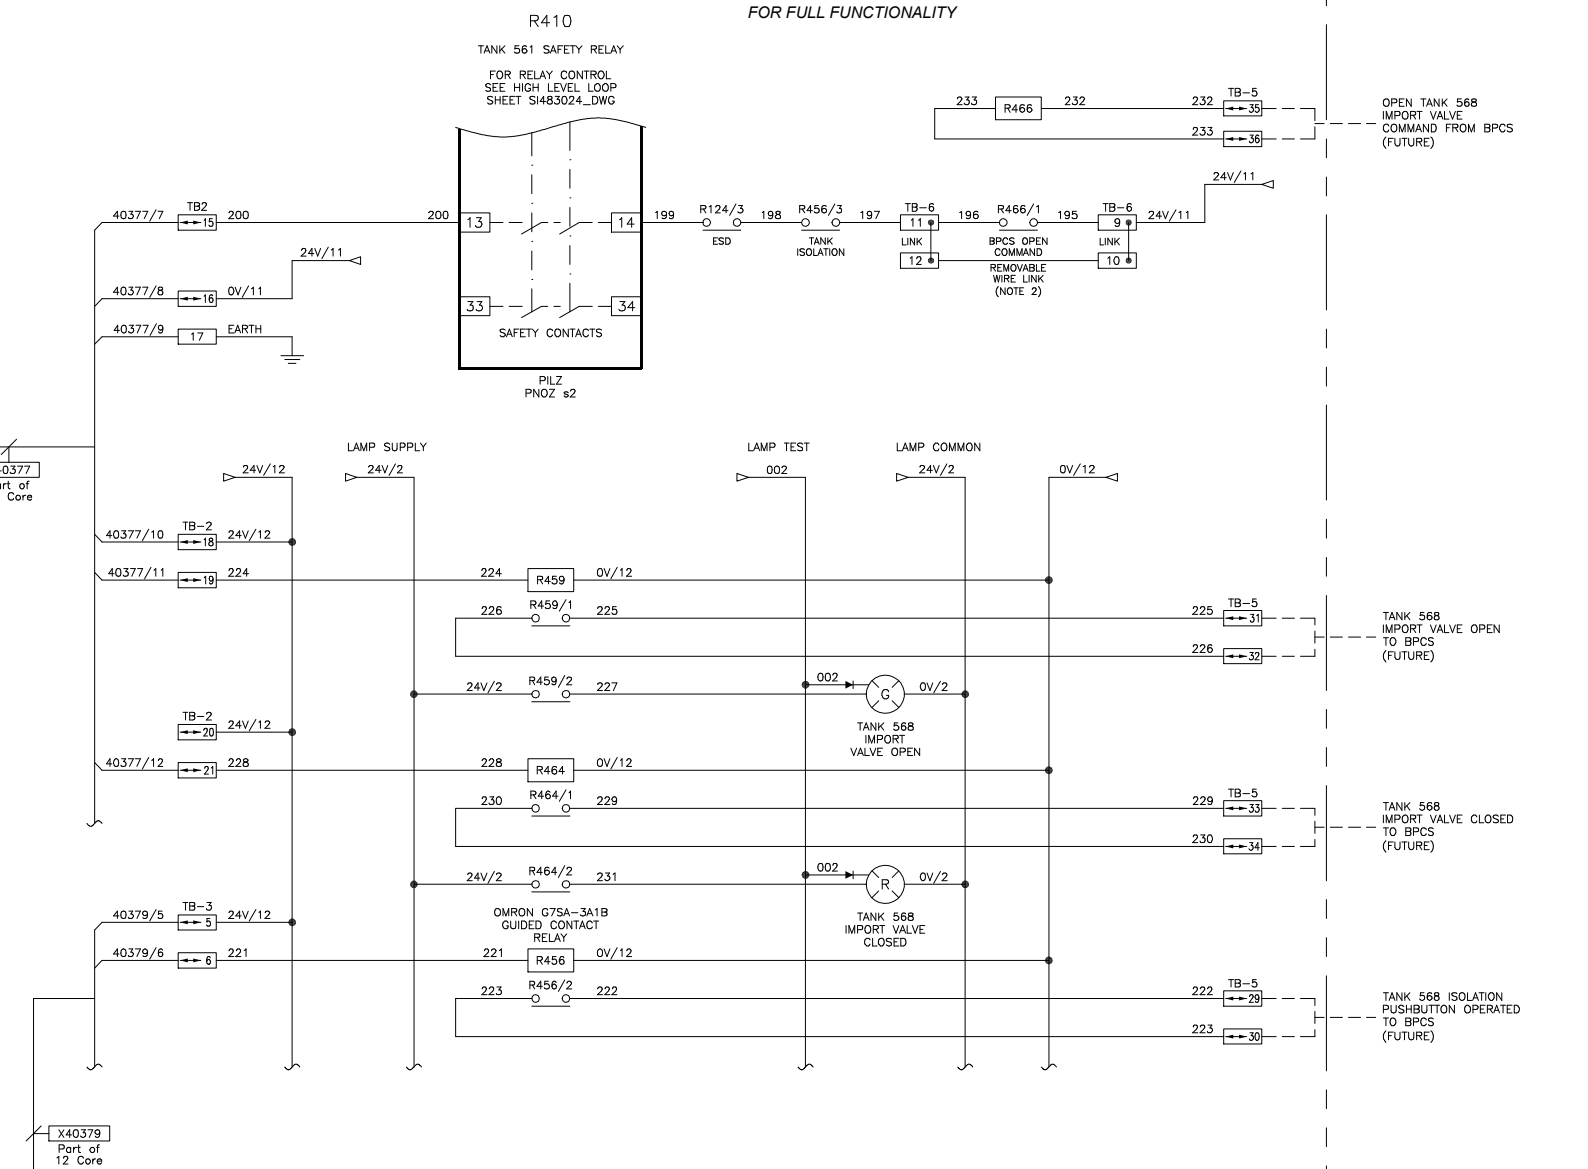 FOR FULL FUNCTIONALITY
R410
TANK 561 SAFETY RELAY
FOR RELAY CONTROL
SEE HIGH LEVEL LOOP
SHEET SI483024_DWG
TB-5
233 R466 232 232 35
233 36
OPEN TANK 568
IMPORT VALVE
COMMAND FROM BPCS
(FUTURE)
24V/11
40377/7 TB2 15 200 200 13 14 199 R124/3 198 R456/3 197 TB-6 11 196 R466/1 195 TB-6 9 24V/11
ESD
TANK
ISOLATION
LINK
BPCS OPEN
COMMAND
LINK
12
10
REMOVABLE
WIRE LINK
(NOTE 2)
24V/11
40377/8 16 0V/11
33 34
SAFETY CONTACTS
40377/9 17 EARTH
PILZ
PNOZ s2
LAMP SUPPLY
LAMP TEST
LAMP COMMON
24V/12 24V/2 002 24V/2 0V/12
0377
rt of
Core
TB-2
40377/10 18 24V/12
40377/11 19 224 224 R459 0V/12
226 R459/1 225 225 TB-5 31
226 32
TANK 568
IMPORT VALVE OPEN
TO BPCS
(FUTURE)
24V/2 R459/2 227 002 G 0V/2
TANK 568
IMPORT
VALVE OPEN
TB-2
20 24V/12
40377/12 21 228 228 R464 0V/12
230 R464/1 229 229 TB-5 33
230 34
TANK 568
IMPORT VALVE CLOSED
TO BPCS
(FUTURE)
24V/2 R464/2 231 002 R 0V/2
TANK 568
IMPORT VALVE
CLOSED
OMRON G7SA-3A1B
GUIDED CONTACT
RELAY
TB-3
40379/5 5 24V/12
40379/6 6 221 221 R456 0V/12
223 R456/2 222 222 TB-5 29
223 30
TANK 568 ISOLATION
PUSHBUTTON OPERATED
TO BPCS
(FUTURE)
X40379
Part of
12 Core